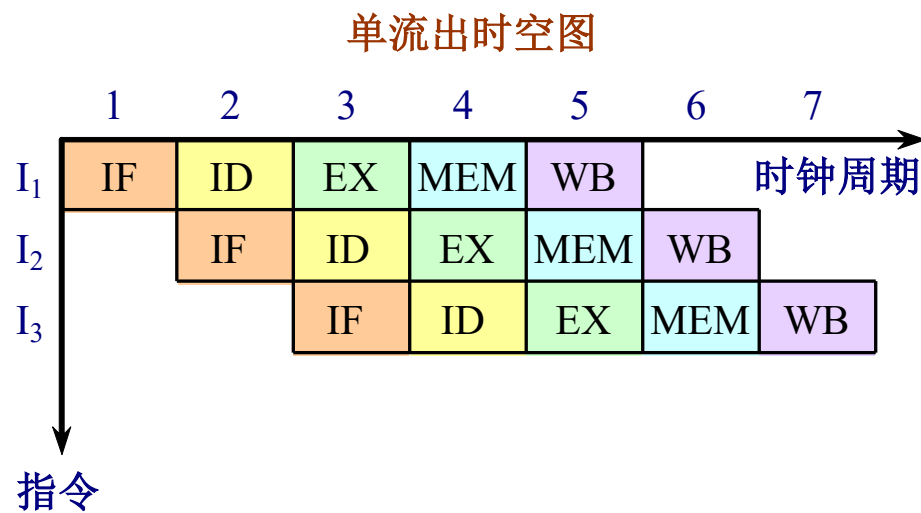 单流出时空图
1 2 3 4 5 6 7
I₁ IF ID EX MEM WB 时钟周期
I₂ IF ID EX MEM WB
I₃ IF ID EX MEM WB
指令